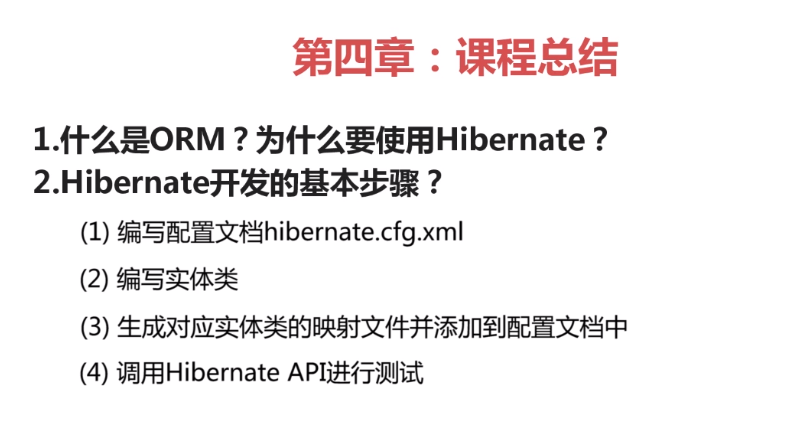 第四章：课程总结
1.什么是ORM？为什么要使用Hibernate？
2.Hibernate开发的基本步骤？
(1) 编写配置文档hibernate.cfg.xml
(2) 编写实体类
(3) 生成对应实体类的映射文件并添加到配置文档中
(4) 调用Hibernate API进行测试